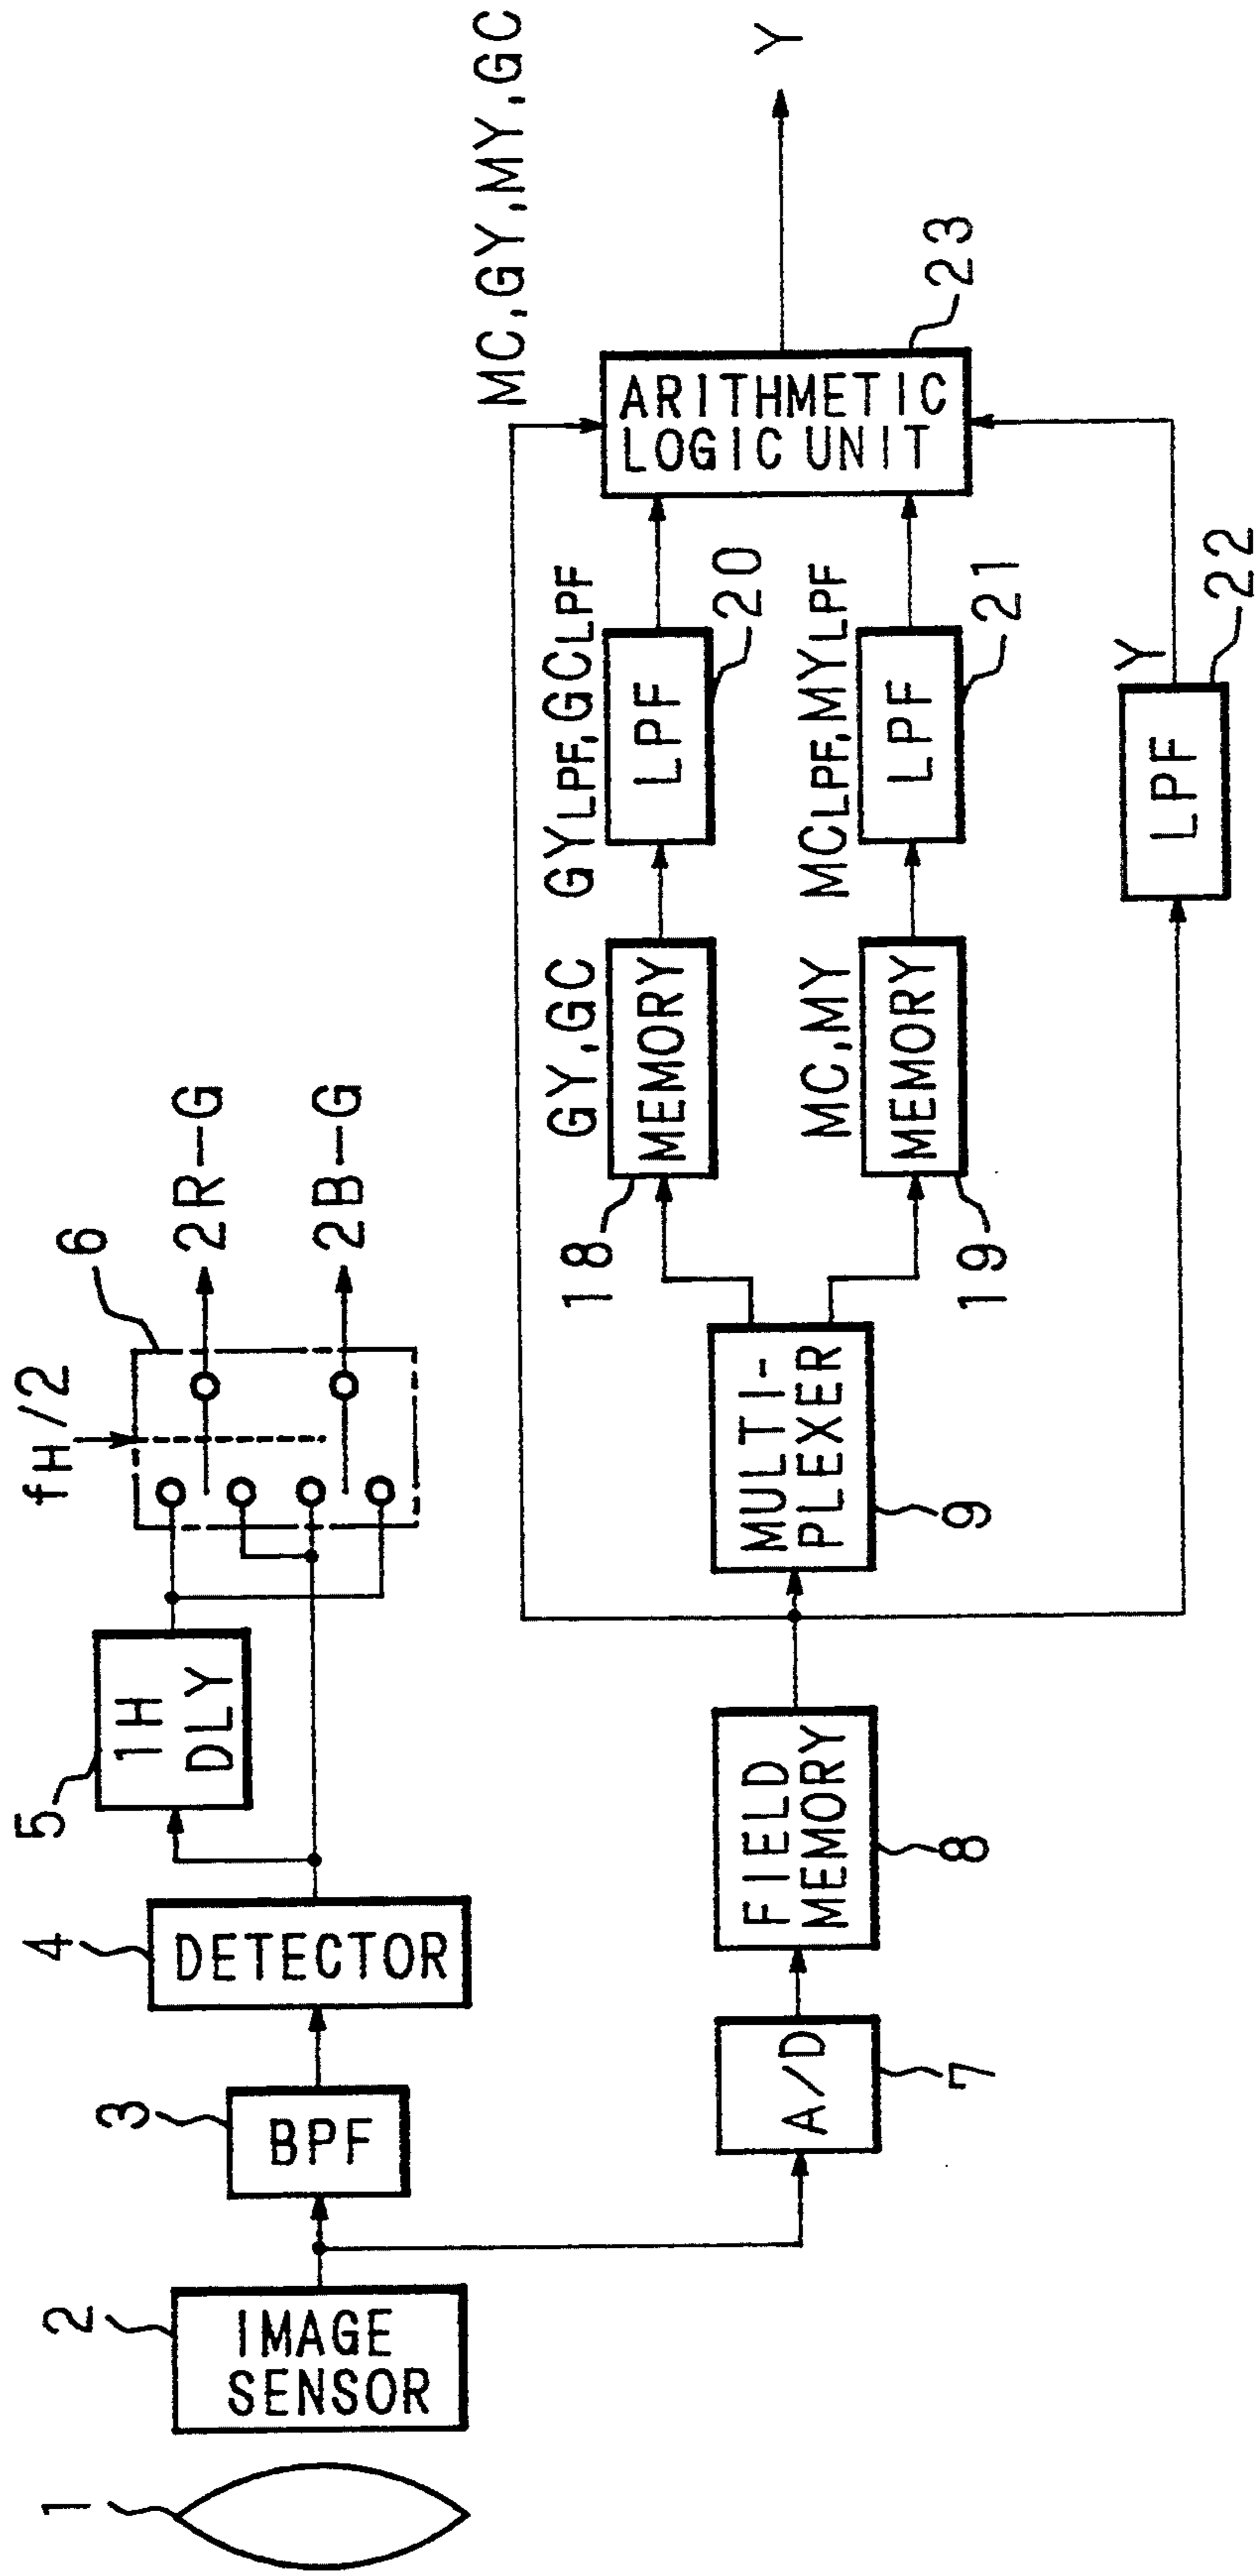 1
2
IMAGE
SENSOR
3
BPF
4
DETECTOR
5
1H
DLY
fH/2
6
2R-G
2B-G
A/D
7
FIELD
MEMORY
8
MULTI-
PLEXER
9
GY,GC
MEMORY
18
MC,MY
MEMORY
19
GYLPF,GCLPF
LPF
20
MCLPF,MYLPF
LPF
21
LPF
22
Y
MC,GY,MY,GC
ARITHMETIC
LOGIC UNIT
23
Y